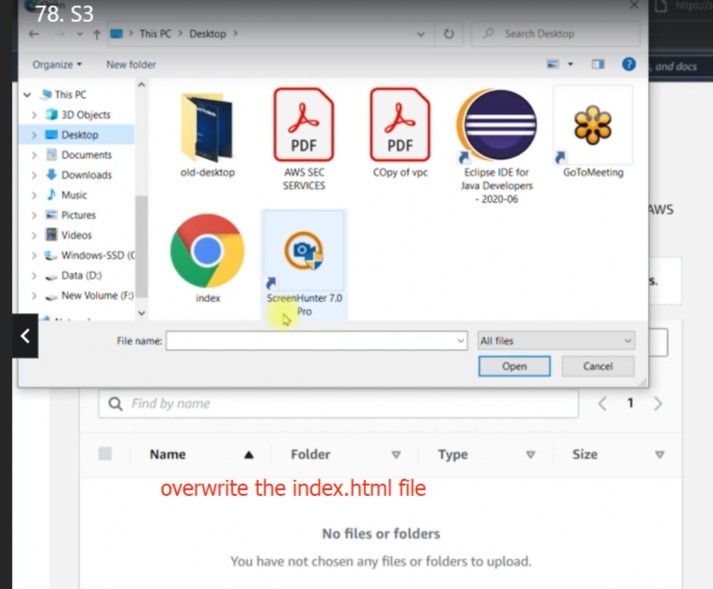 78. S3
https://s
This PC > Desktop >
Search Desktop
Organize
New folder
, and docs
This PC
3D Objects
Desktop
Documents
Downloads
Music
Pictures
Videos
Windows-SSD (C
Data (D:)
New Volume (F:)
PDF
PDF
old-desktop
AWS SEC
SERVICES
COpy of vpc
Eclipse IDE for
Java Developers
- 2020-06
GoToMeeting
index
ScreenHunter 7.0
Pro
AWS
s.
File name:
All files
Open
Cancel
Find by name
1
Name
Folder
Type
Size
overwrite the index.html file
No files or folders
You have not chosen any files or folders to upload.